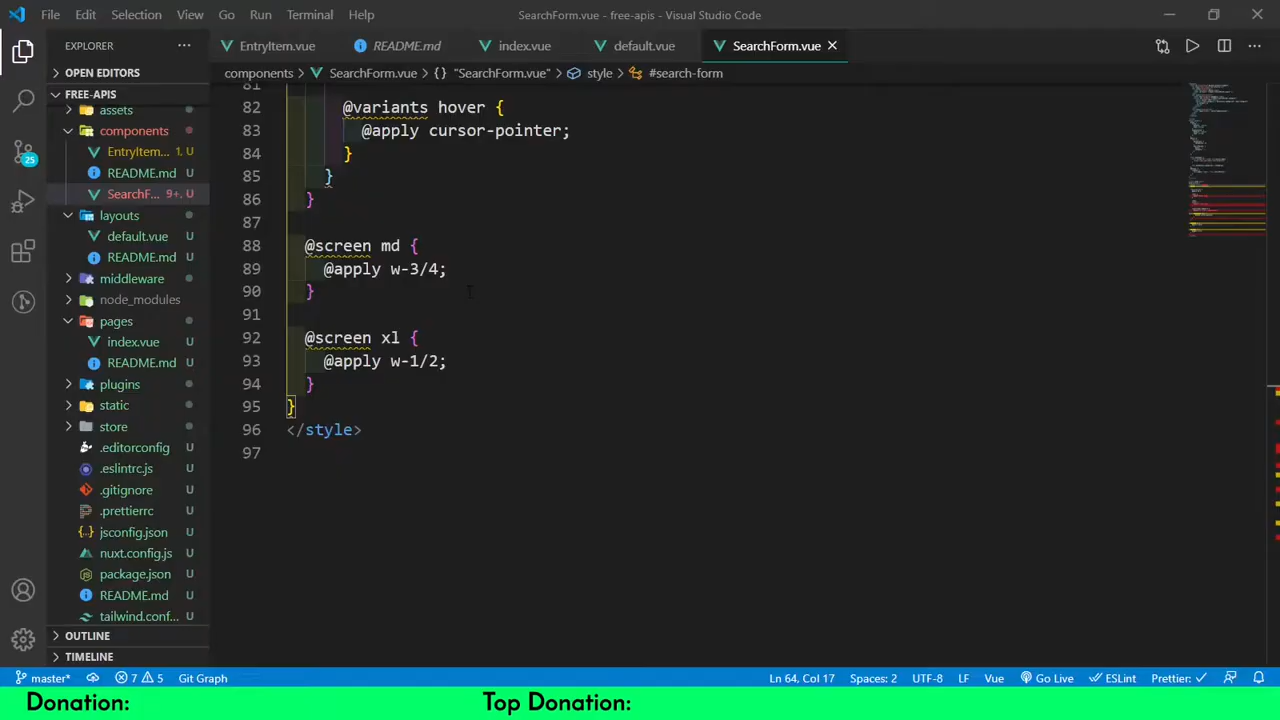 File Edit Selection View Go Run Terminal Help
SearchForm.vue - free-apis - Visual Studio Code
EXPLORER
OPEN EDITORS
FREE-APIS
assets
components
EntryItem... 1, U
README.md U
SearchF... 9+, U
layouts
default.vue U
README.md U
middleware
node_modules
pages
index.vue U
README.md U
plugins
static
store
.editorconfig U
.eslintrc.js U
.gitignore U
.prettierrc U
jsconfig.json U
nuxt.config.js U
package.json U
README.md U
tailwind.conf... U
OUTLINE
TIMELINE
25
EntryItem.vue README.md index.vue default.vue SearchForm.vue
components > SearchForm.vue > {} "SearchForm.vue" > style > #search-form
81
82 @variants hover {
83 @apply cursor-pointer;
84 }
85 }
86 }
87
88 @screen md {
89 @apply w-3/4;
90 }
91
92 @screen xl {
93 @apply w-1/2;
94 }
95 }
96 </style>
97
master* 7 5 Git Graph Ln 64, Col 17 Spaces: 2 UTF-8 LF Vue Go Live ESLint Prettier: ✓
Donation: Top Donation: